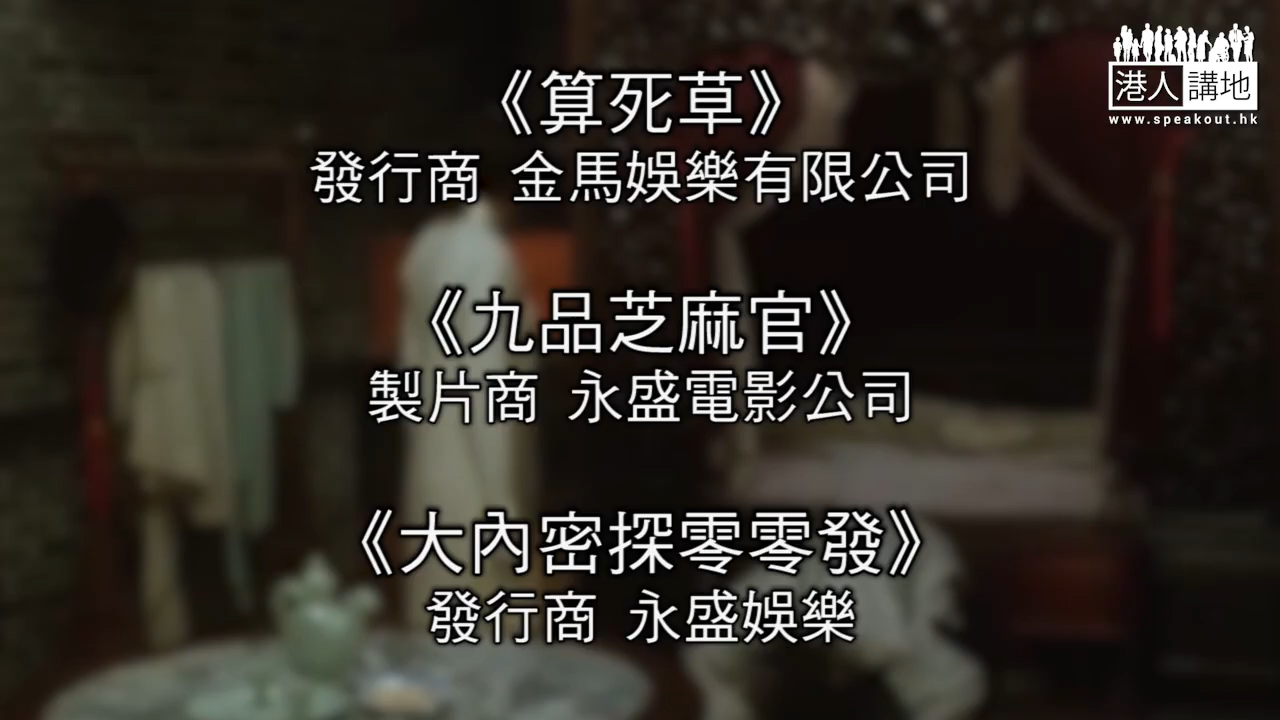 港人講地
www.speakout.hk
《算死草》
發行商 金馬娛樂有限公司
《九品芝麻官》
製片商 永盛電影公司
《大內密探零零發》
發行商 永盛娛樂